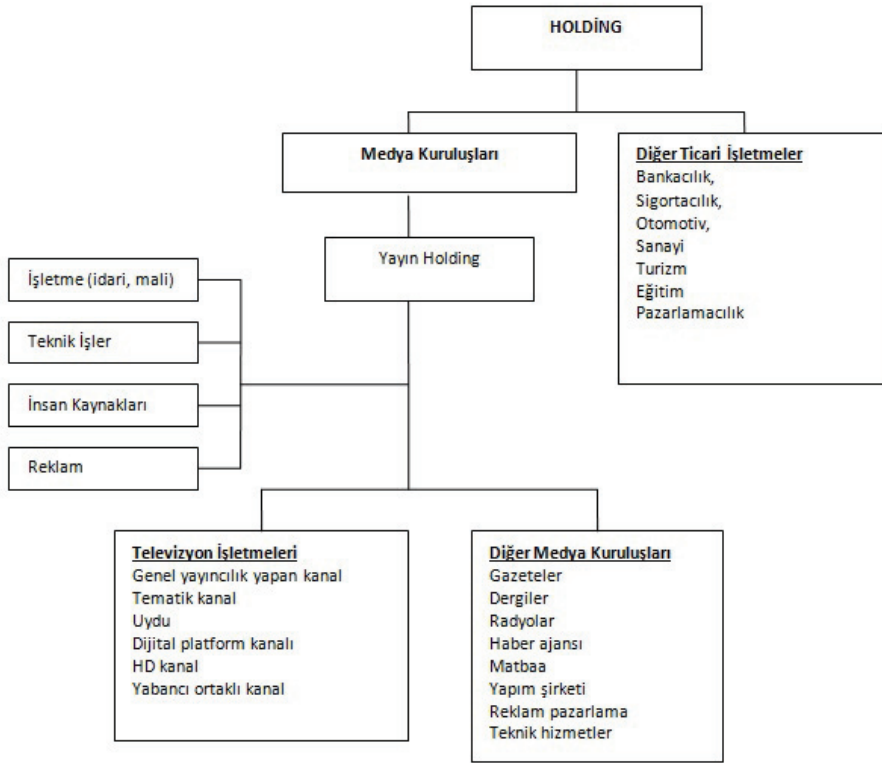 HOLDİNG
Medya Kuruluşları
Diğer Ticari İşletmeler
Bankacılık,
Sigortacılık,
Otomotiv,
Sanayi
Turizm
Eğitim
Pazarlamacılık
Yayın Holding
İşletme (idari, mali)
Teknik İşler
İnsan Kaynakları
Reklam
Televizyon İşletmeleri
Genel yayıncılık yapan kanal
Tematik kanal
Uydu
Dijital platform kanalı
HD kanal
Yabancı ortaklı kanal
Diğer Medya Kuruluşları
Gazeteler
Dergiler
Radyolar
Haber ajansı
Matbaa
Yapım şirketi
Reklam pazarlama
Teknik hizmetler